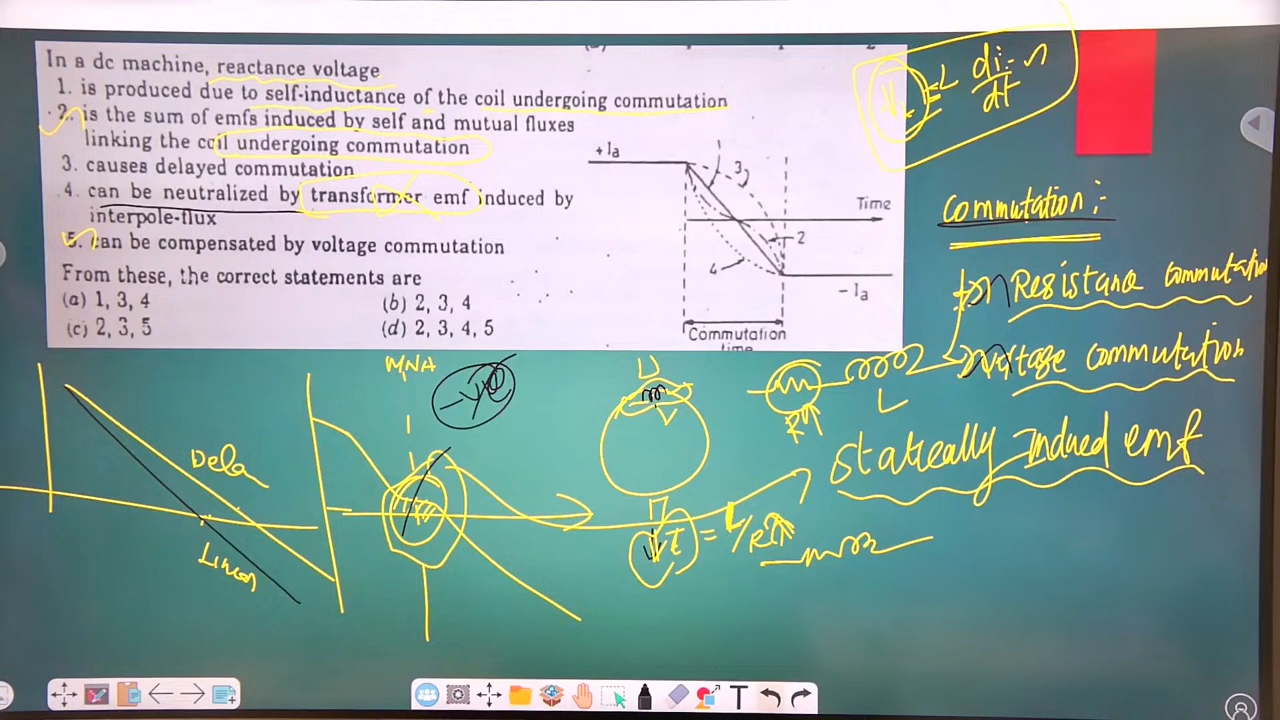 In a dc machine, reactance voltage
1. is produced due to self-inductance of the coil undergoing commutation
2. is the sum of emfs induced by self and mutual fluxes
linking the coil undergoing commutation
3. causes delayed commutation
4. can be neutralized by transformer emf induced by
interpole-flux
5. can be compensated by voltage commutation
From these, the correct statements are
(a) 1, 3, 4
(b) 2, 3, 4
(c) 2, 3, 5
(d) 2, 3, 4, 5
+Ia
3
Time
2
4
-Ia
Commutation
time
= L di/dt
Commutation :-
Resistance commutation
Voltage commutation
R L
statically Induced emf
MNA
-ve
Dela
Linear
= L/R
T